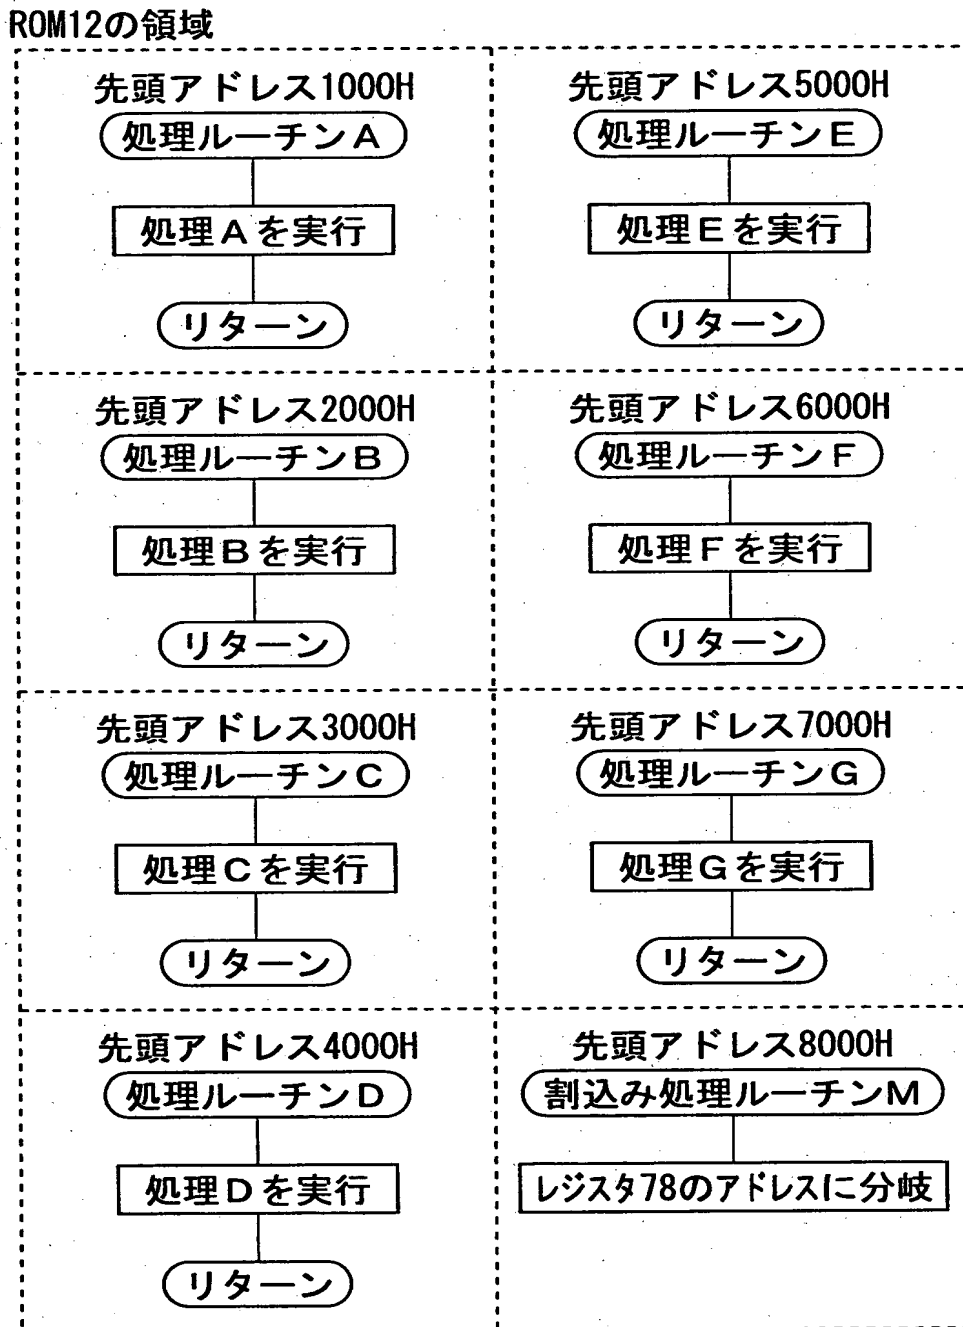 ROM12の領域
先頭アドレス1000H
処理ルーチンA
処理Aを実行
リターン
先頭アドレス2000H
処理ルーチンB
処理Bを実行
リターン
先頭アドレス3000H
処理ルーチンC
処理Cを実行
リターン
先頭アドレス4000H
処理ルーチンD
処理Dを実行
リターン
先頭アドレス5000H
処理ルーチンE
処理Eを実行
リターン
先頭アドレス6000H
処理ルーチンF
処理Fを実行
リターン
先頭アドレス7000H
処理ルーチンG
処理Gを実行
リターン
先頭アドレス8000H
割込み処理ルーチンM
レジスタ78のアドレスに分岐